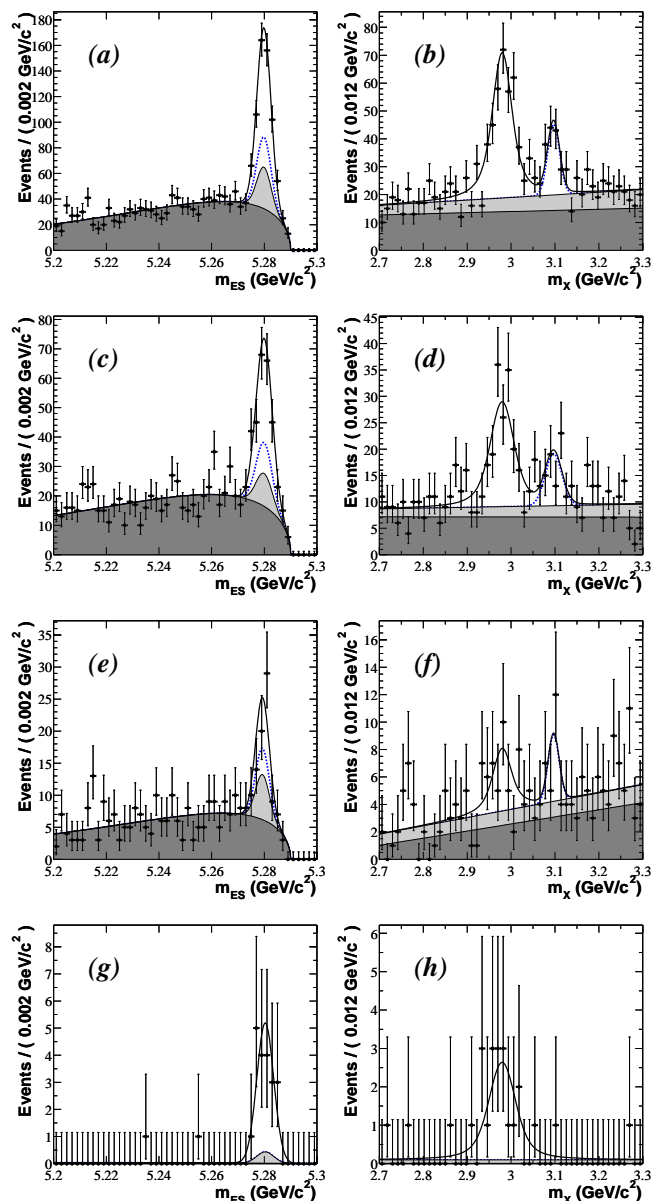 Events / ( 0.002 GeV/c² )
180
160
140
120
100
80
60
40
20
0
(a)
5.2 5.22 5.24 5.26 5.28 5.3
m_ES (GeV/c²)
Events / ( 0.012 GeV/c² )
80
70
60
50
40
30
20
10
0
(b)
2.7 2.8 2.9 3 3.1 3.2 3.3
m_X (GeV/c²)
Events / ( 0.002 GeV/c² )
80
70
60
50
40
30
20
10
0
(c)
5.2 5.22 5.24 5.26 5.28 5.3
m_ES (GeV/c²)
Events / ( 0.012 GeV/c² )
45
40
35
30
25
20
15
10
5
0
(d)
2.7 2.8 2.9 3 3.1 3.2 3.3
m_X (GeV/c²)
Events / ( 0.002 GeV/c² )
35
30
25
20
15
10
5
0
(e)
5.2 5.22 5.24 5.26 5.28 5.3
m_ES (GeV/c²)
Events / ( 0.012 GeV/c² )
16
14
12
10
8
6
4
2
0
(f)
2.7 2.8 2.9 3 3.1 3.2 3.3
m_X (GeV/c²)
Events / ( 0.002 GeV/c² )
8
7
6
5
4
3
2
1
0
(g)
5.2 5.22 5.24 5.26 5.28 5.3
m_ES (GeV/c²)
Events / ( 0.012 GeV/c² )
6
5
4
3
2
1
0
(h)
2.7 2.8 2.9 3 3.1 3.2 3.3
m_X (GeV/c²)